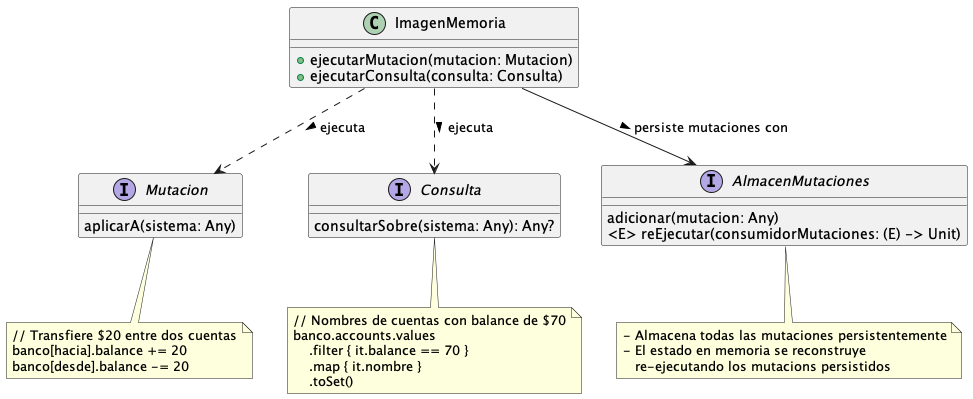 C ImagenMemoria
ejecutarMutacion(mutacion: Mutacion)
ejecutarConsulta(consulta: Consulta)
ejecuta
ejecuta
persiste mutaciones con
I Mutacion
aplicarA(sistema: Any)
I Consulta
consultarSobre(sistema: Any): Any?
I AlmacenMutaciones
adicionar(mutacion: Any)
<E> reEjecutar(consumidorMutaciones: (E) -> Unit)
// Transfiere $20 entre dos cuentas
banco[hacia].balance += 20
banco[desde].balance -= 20
// Nombres de cuentas con balance de $70
banco.accounts.values
.filter { it.balance == 70 }
.map { it.nombre }
.toSet()
- Almacena todas las mutaciones persistentemente
- El estado en memoria se reconstruye
re-ejecutando los mutacions persistidos